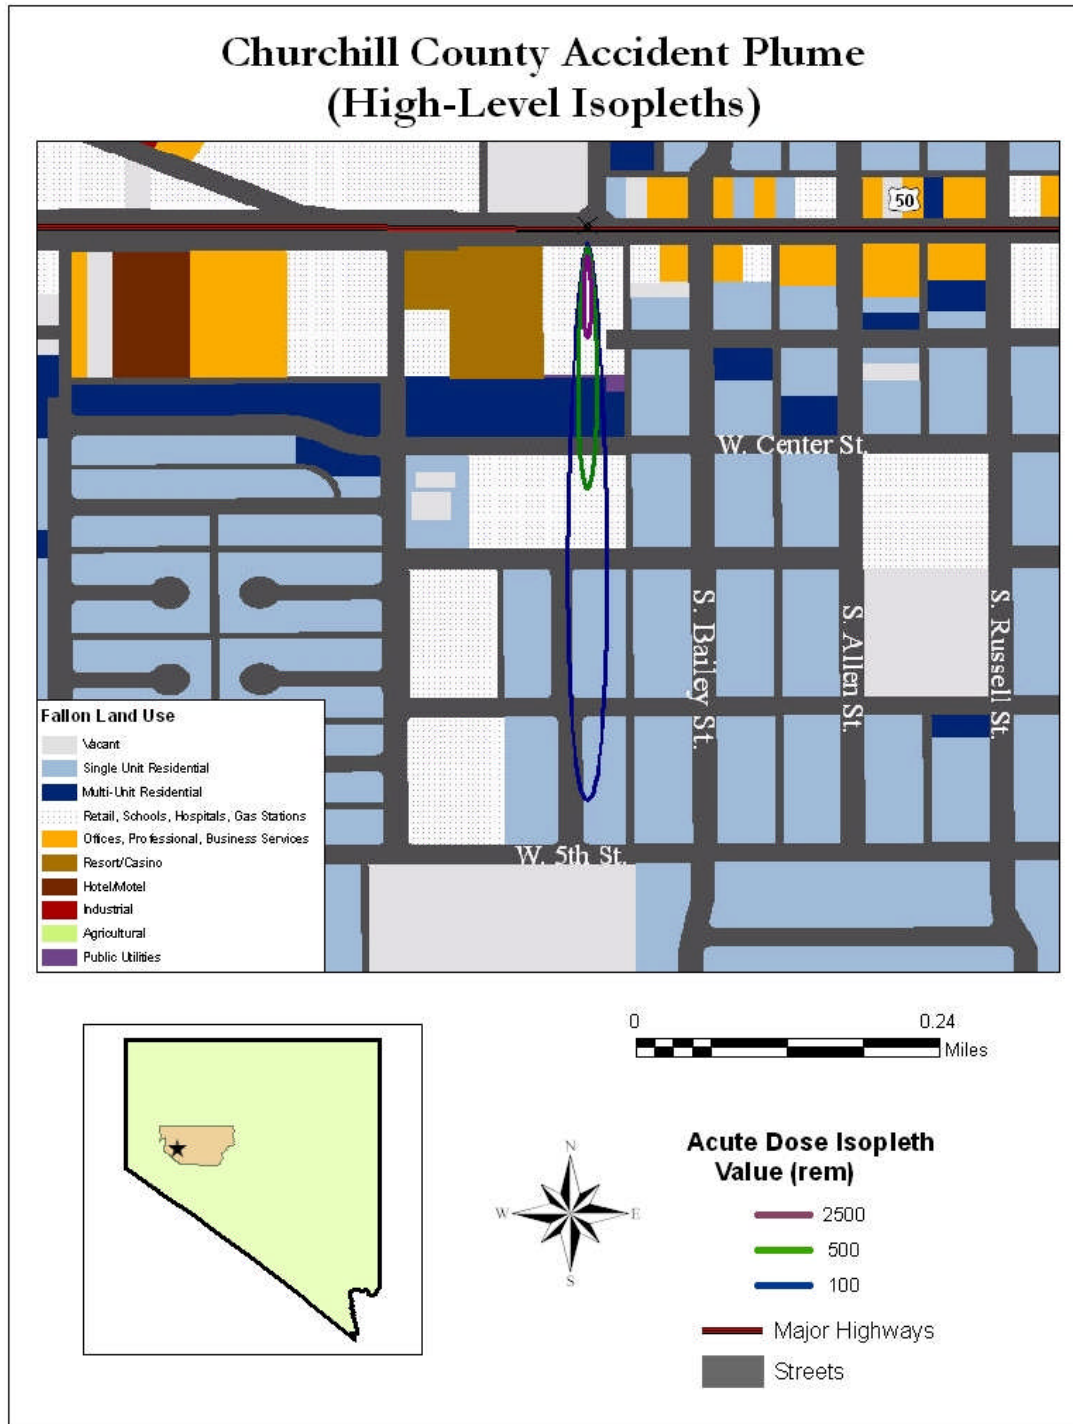 Churchill County Accident Plume
(High-Level Isopleths)
50
W. Center St.
S. Bailey St.
S. Allen St.
S. Russell St.
W. 5th St.
Fallon Land Use
Vacant
Single Unit Residential
Multi-Unit Residential
Retail, Schools, Hospitals, Gas Stations
Offices, Professional, Business Services
Resort/Casino
Hotel/Motel
Industrial
Agricultural
Public Utilities
0 0.24
Miles
N
W E
S
Acute Dose Isopleth
Value (rem)
2500
500
100
Major Highways
Streets